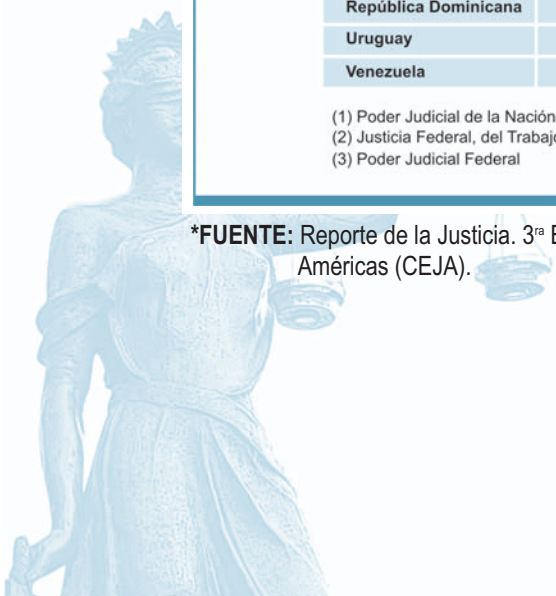 República Dominicana
Uruguay
Venezuela
(1) Poder Judicial de la Nación
(2) Justicia Federal, del Trabajo
(3) Poder Judicial Federal
*FUENTE: Reporte de la Justicia. 3ra E
Américas (CEJA).